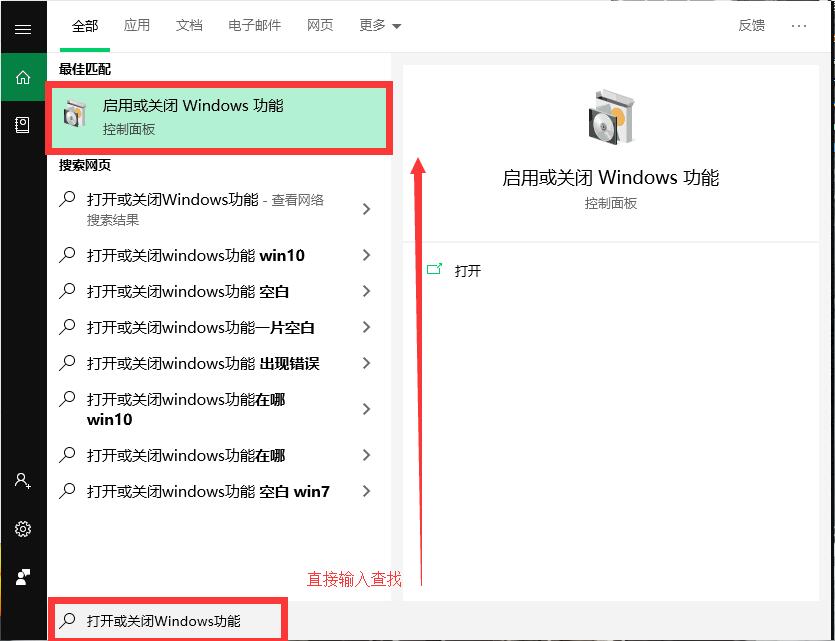 全部 应用 文档 电子邮件 网页 更多 反馈 ...
最佳匹配
启用或关闭 Windows 功能
控制面板
搜索网页
打开或关闭Windows功能 - 查看网络
搜索结果
打开或关闭windows功能 win10
打开或关闭windows功能 空白
打开或关闭windows功能一片空白
打开或关闭windows功能 出现错误
打开或关闭windows功能在哪
win10
打开或关闭windows功能在哪
打开或关闭windows功能 空白 win7
启用或关闭 Windows 功能
控制面板
打开
直接输入查找
打开或关闭Windows功能